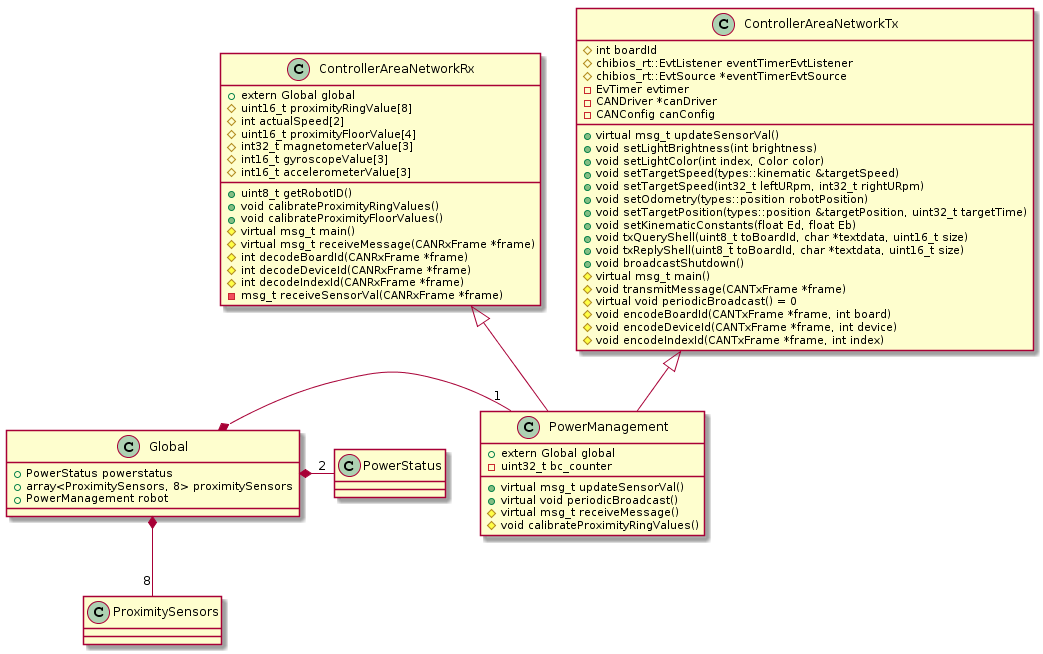 C ControllerAreaNetworkRx
extern Global global
uint16_t proximityRingValue[8]
int actualSpeed[2]
uint16_t proximityFloorValue[4]
int32_t magnetometerValue[3]
int16_t gyroscopeValue[3]
int16_t accelerometerValue[3]
uint8_t getRobotID()
void calibrateProximityRingValues()
void calibrateProximityFloorValues()
virtual msg_t main()
virtual msg_t receiveMessage(CANRxFrame *frame)
int decodeBoardId(CANRxFrame *frame)
int decodeDeviceId(CANRxFrame *frame)
int decodeIndexId(CANRxFrame *frame)
msg_t receiveSensorVal(CANRxFrame *frame)
C ControllerAreaNetworkTx
int boardId
chibios_rt::EvtListener eventTimerEvtListener
chibios_rt::EvtSource *eventTimerEvtSource
EvTimer evtimer
CANDriver *canDriver
CANConfig canConfig
virtual msg_t updateSensorVal()
void setLightBrightness(int brightness)
void setLightColor(int index, Color color)
void setTargetSpeed(types::kinematic &targetSpeed)
void setTargetSpeed(int32_t leftURpm, int32_t rightURpm)
void setOdometry(types::position robotPosition)
void setTargetPosition(types::position &targetPosition, uint32_t targetTime)
void setKinematicConstants(float Ed, float Eb)
void txQueryShell(uint8_t toBoardId, char *textdata, uint16_t size)
void txReplyShell(uint8_t toBoardId, char *textdata, uint16_t size)
void broadcastShutdown()
virtual msg_t main()
void transmitMessage(CANTxFrame *frame)
virtual void periodicBroadcast() = 0
void encodeBoardId(CANTxFrame *frame, int board)
void encodeDeviceId(CANTxFrame *frame, int device)
void encodeIndexId(CANTxFrame *frame, int index)
1
C Global
PowerStatus powerstatus
array<ProximitySensors, 8> proximitySensors
PowerManagement robot
2
C PowerStatus
C PowerManagement
extern Global global
uint32_t bc_counter
virtual msg_t updateSensorVal()
virtual void periodicBroadcast()
virtual msg_t receiveMessage()
void calibrateProximityRingValues()
8
C ProximitySensors